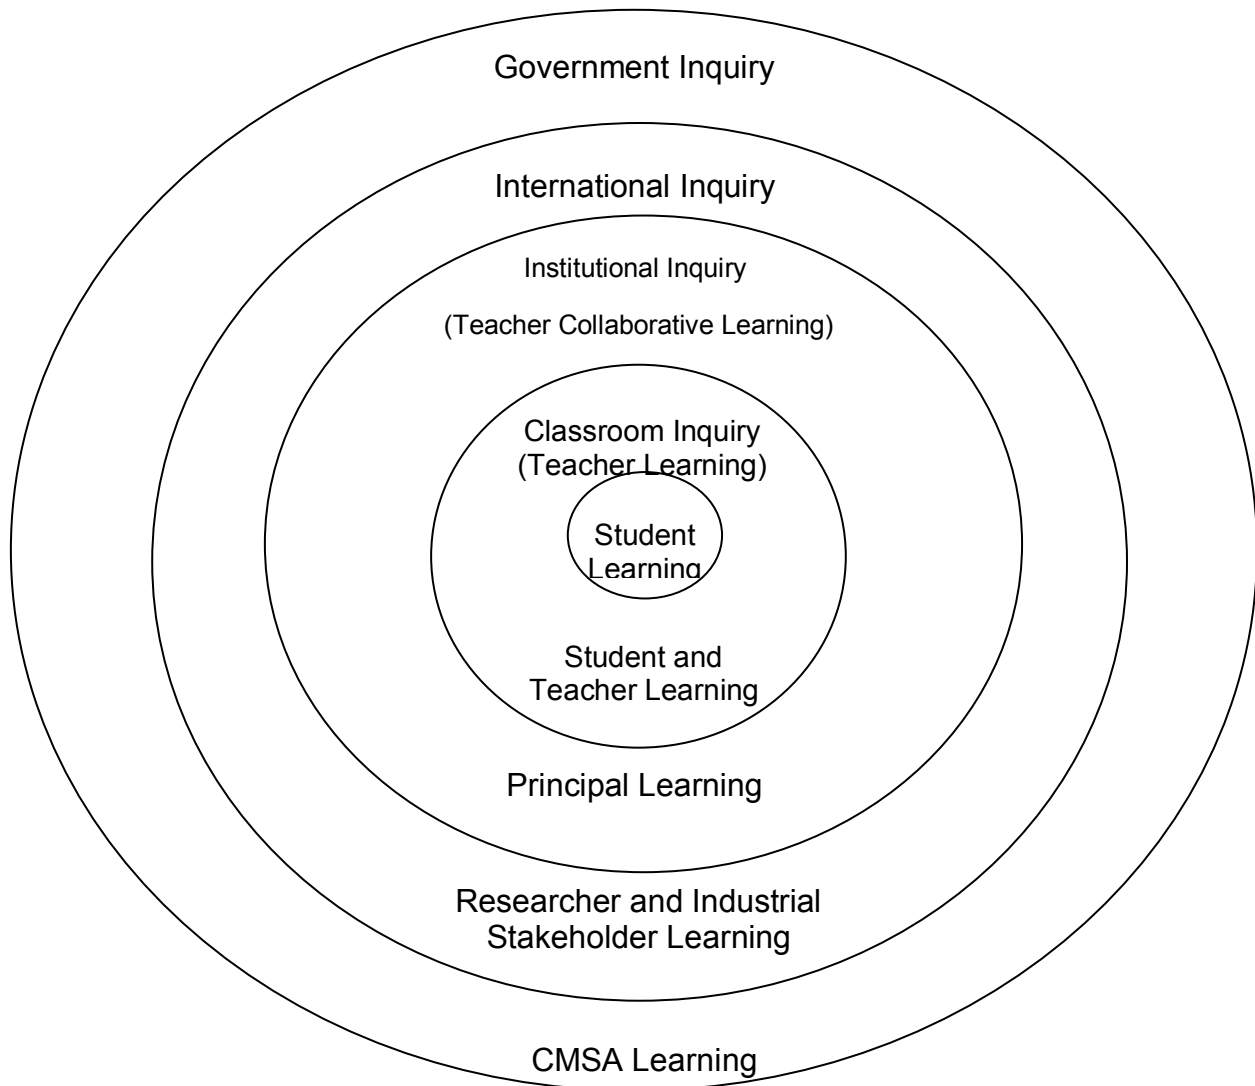 Government Inquiry
International Inquiry
Institutional Inquiry
(Teacher Collaborative Learning)
Classroom Inquiry
(Teacher Learning)
Student
Learning
Student and
Teacher Learning
Principal Learning
Researcher and Industrial
Stakeholder Learning
CMSA Learning